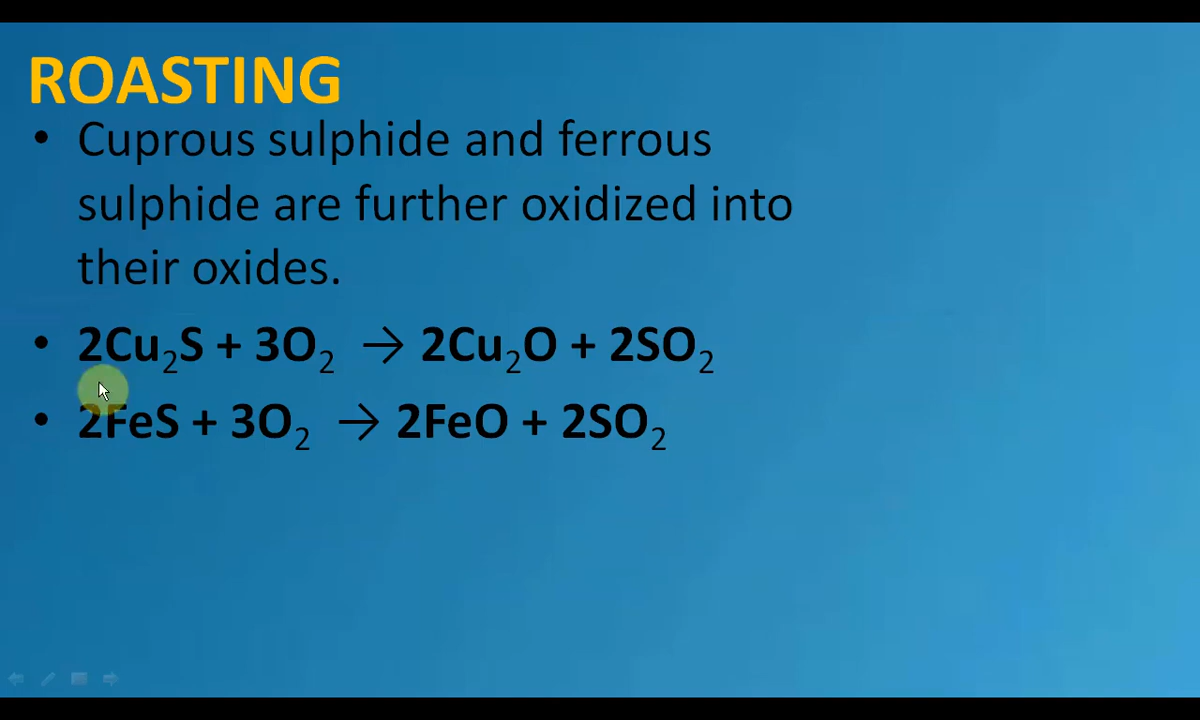 ROASTING
• Cuprous sulphide and ferrous
sulphide are further oxidized into
their oxides.
• 2Cu₂S + 3O₂ → 2Cu₂O + 2SO₂
• 2FeS + 3O₂ → 2FeO + 2SO₂